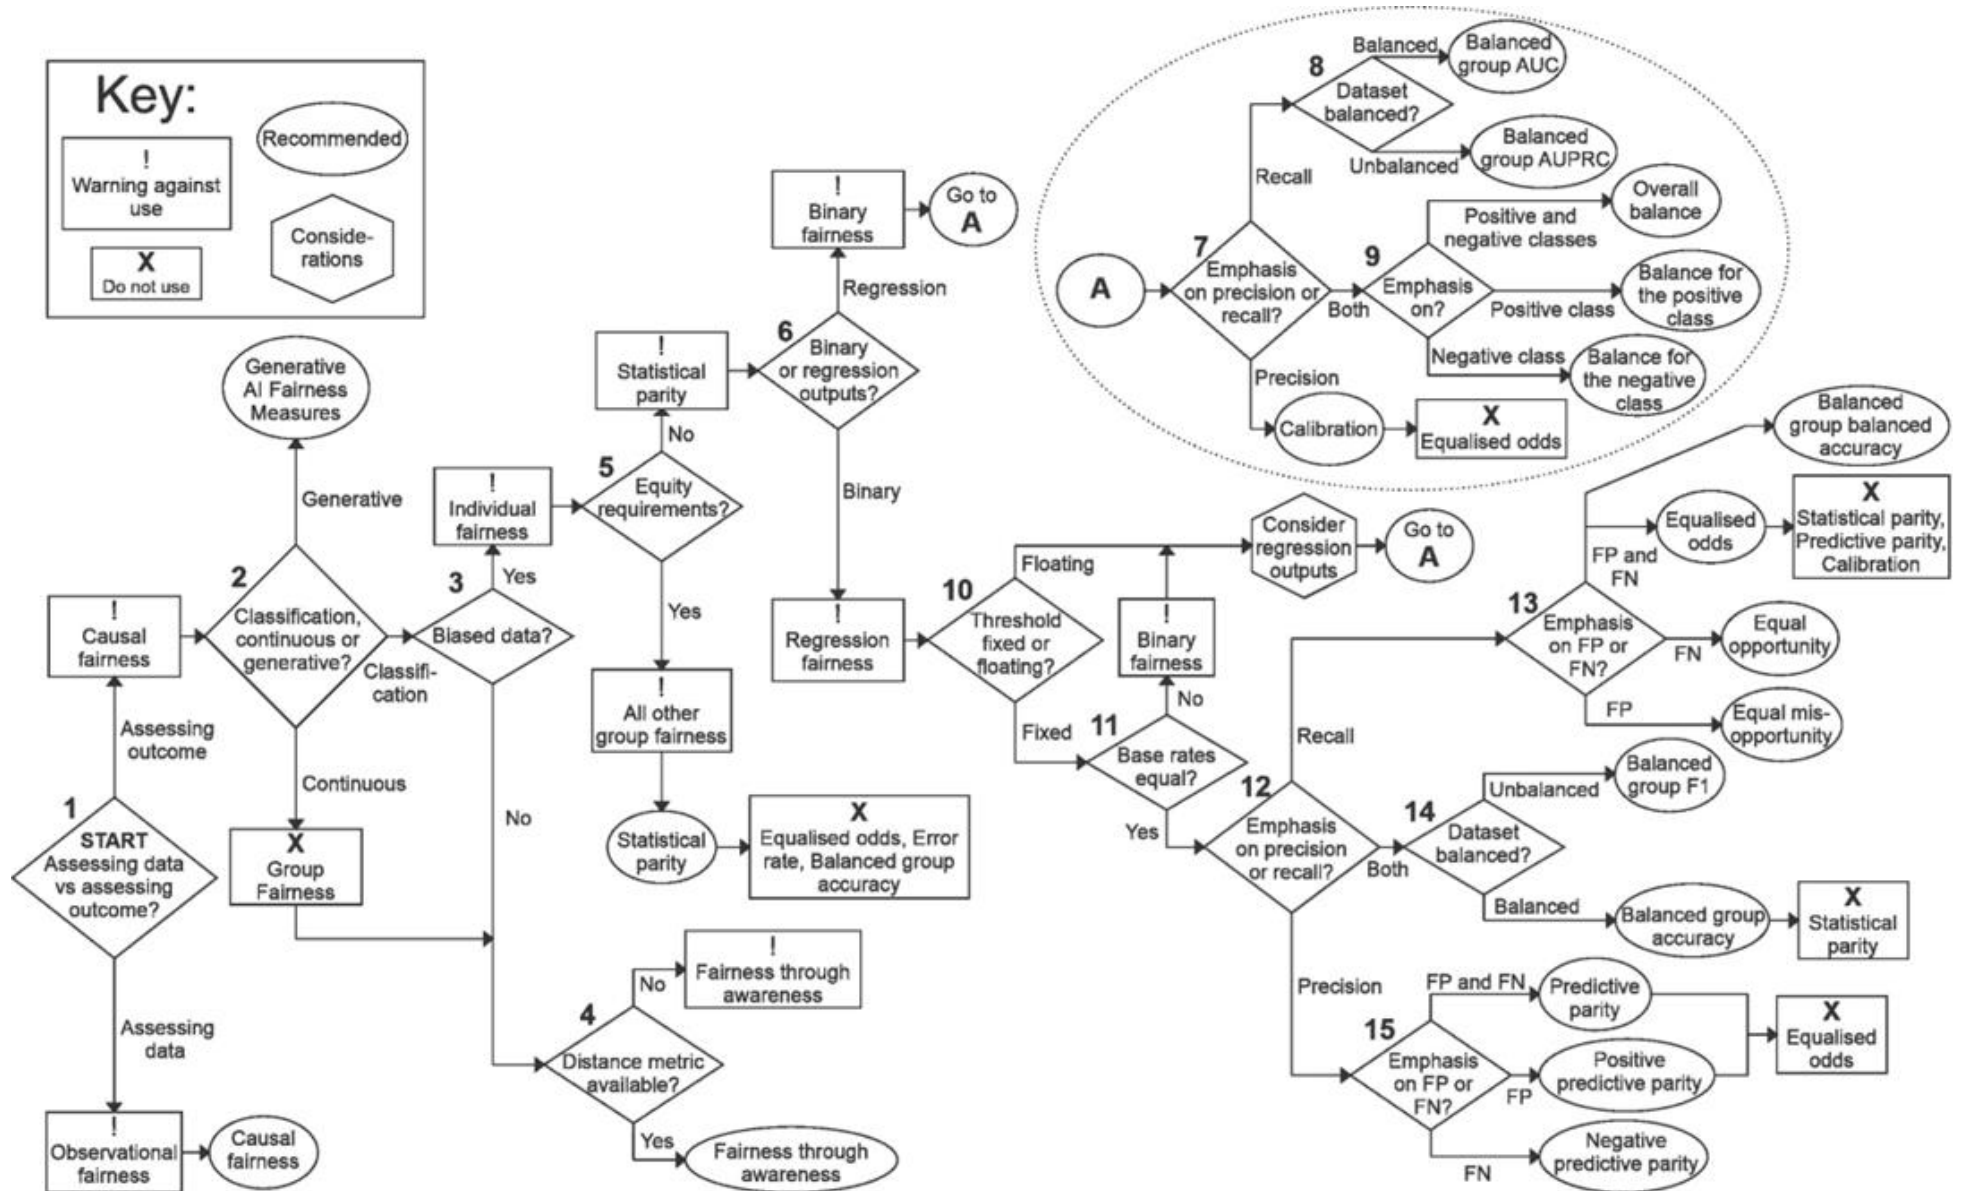 Key:
!
Warning against
use
Recommended
X
Do not use
Conside-
rations
Generative
AI Fairness
Measures
Generative
2
Classification,
continuous or
generative?
!
Causal
fairness
Assessing
outcome
1
START
Assessing data
vs assessing
outcome?
Assessing
data
!
Observational
fairness
Causal
fairness
Continuous
X
Group
Fairness
Classifi-
cation
3
Biased data?
Yes
No
!
Individual
fairness
5
Equity
requirements?
No
Yes
!
Statistical
parity
!
All other
group fairness
Statistical
parity
X
Equalised odds, Error
rate, Balanced group
accuracy
4
Distance metric
available?
No
!
Fairness through
awareness
Yes
Fairness through
awareness
6
Binary
or regression
outputs?
Regression
!
Binary
fairness
Go to
A
Binary
!
Regression
fairness
A
7
Emphasis
on precision or
recall?
Recall
8
Dataset
balanced?
Balanced
Balanced
group AUC
Unbalanced
Balanced
group AUPRC
Both
9
Emphasis
on?
Positive and
negative classes
Overall
balance
Positive class
Balance for
the positive
class
Negative class
Balance for
the negative
class
Precision
Calibration
X
Equalised odds
10
Threshold
fixed or
floating?
Floating
Consider
regression
outputs
Go to
A
Fixed
11
Base rates
equal?
No
!
Binary
fairness
Yes
12
Emphasis
on precision
or recall?
Recall
13
Emphasis
on FP or
FN?
FP and
FN
Balanced
group balanced
accuracy
Equalised
odds
X
Statistical parity,
Predictive parity,
Calibration
FN
Equal
opportunity
FP
Equal mis-
opportunity
Both
14
Dataset
balanced?
Unbalanced
Balanced
group F1
Balanced
Balanced group
accuracy
X
Statistical
parity
Precision
15
Emphasis
on FP or
FN?
FP and FN
Predictive
parity
FP
Positive
predictive parity
X
Equalised
odds
FN
Negative
predictive parity